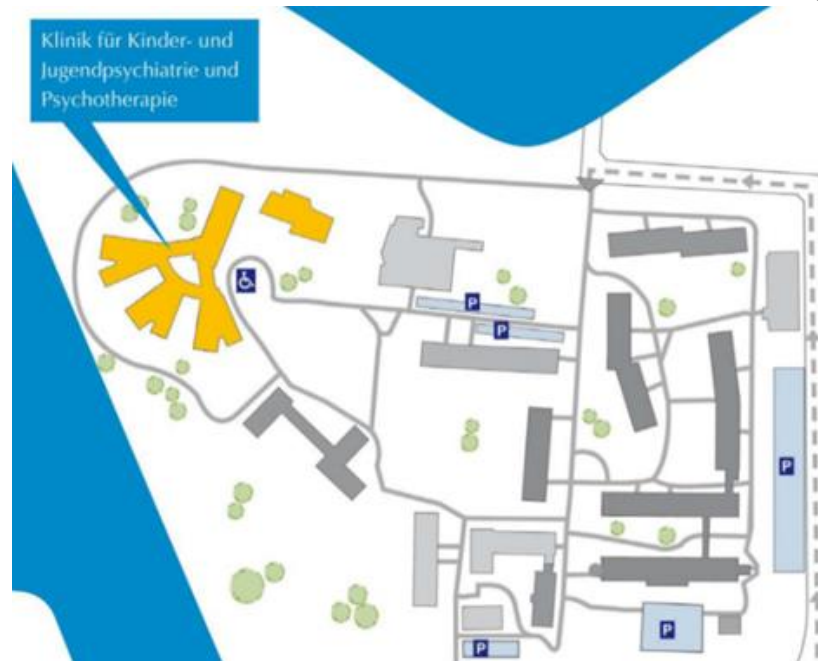 Klinik für Kinder- und
Jugendpsychiatrie und
Psychotherapie
P
P
P
P
P